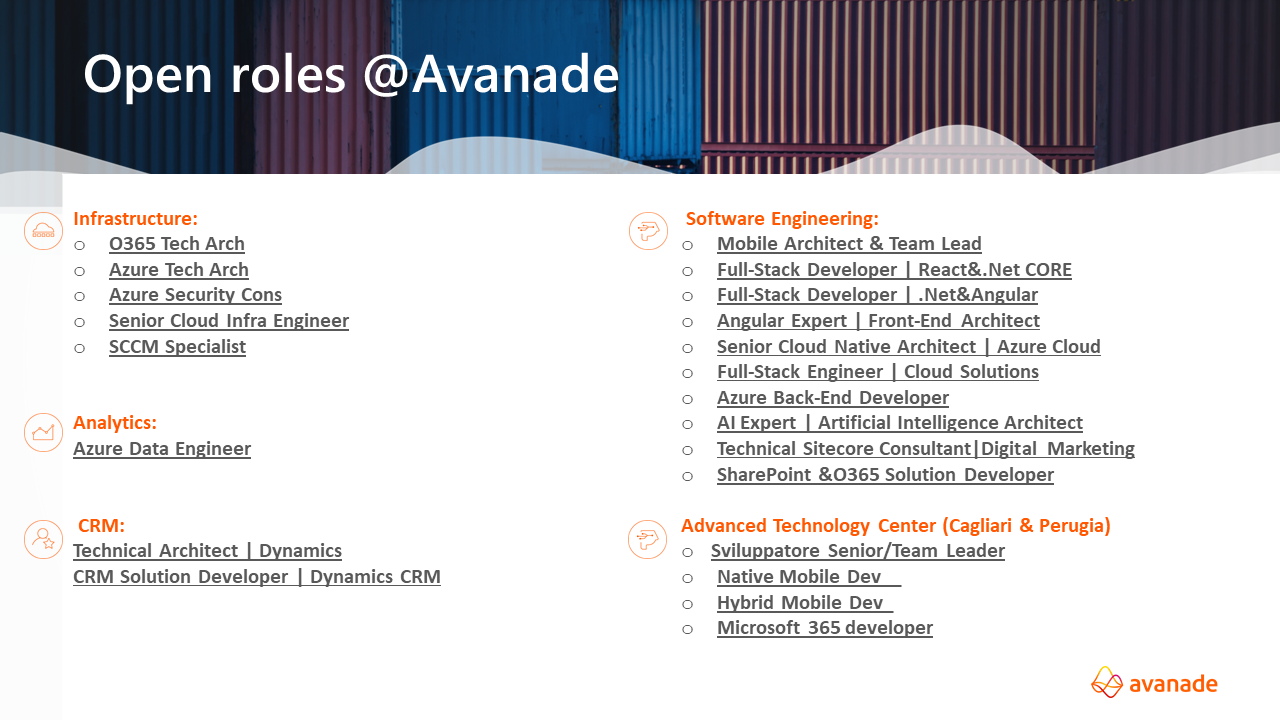 Open roles @Avanade
Infrastructure:
o O365 Tech Arch
o Azure Tech Arch
o Azure Security Cons
o Senior Cloud Infra Engineer
o SCCM Specialist
Analytics:
Azure Data Engineer
CRM:
Technical Architect | Dynamics
CRM Solution Developer | Dynamics CRM
Software Engineering:
o Mobile Architect & Team Lead
o Full-Stack Developer | React&.Net CORE
o Full-Stack Developer | .Net&Angular
o Angular Expert | Front-End Architect
o Senior Cloud Native Architect | Azure Cloud
o Full-Stack Engineer | Cloud Solutions
o Azure Back-End Developer
o AI Expert | Artificial Intelligence Architect
o Technical Sitecore Consultant|Digital Marketing
o SharePoint &O365 Solution Developer
Advanced Technology Center (Cagliari & Perugia)
o Sviluppatore Senior/Team Leader
o Native Mobile Dev
o Hybrid Mobile Dev
o Microsoft 365 developer
avanade